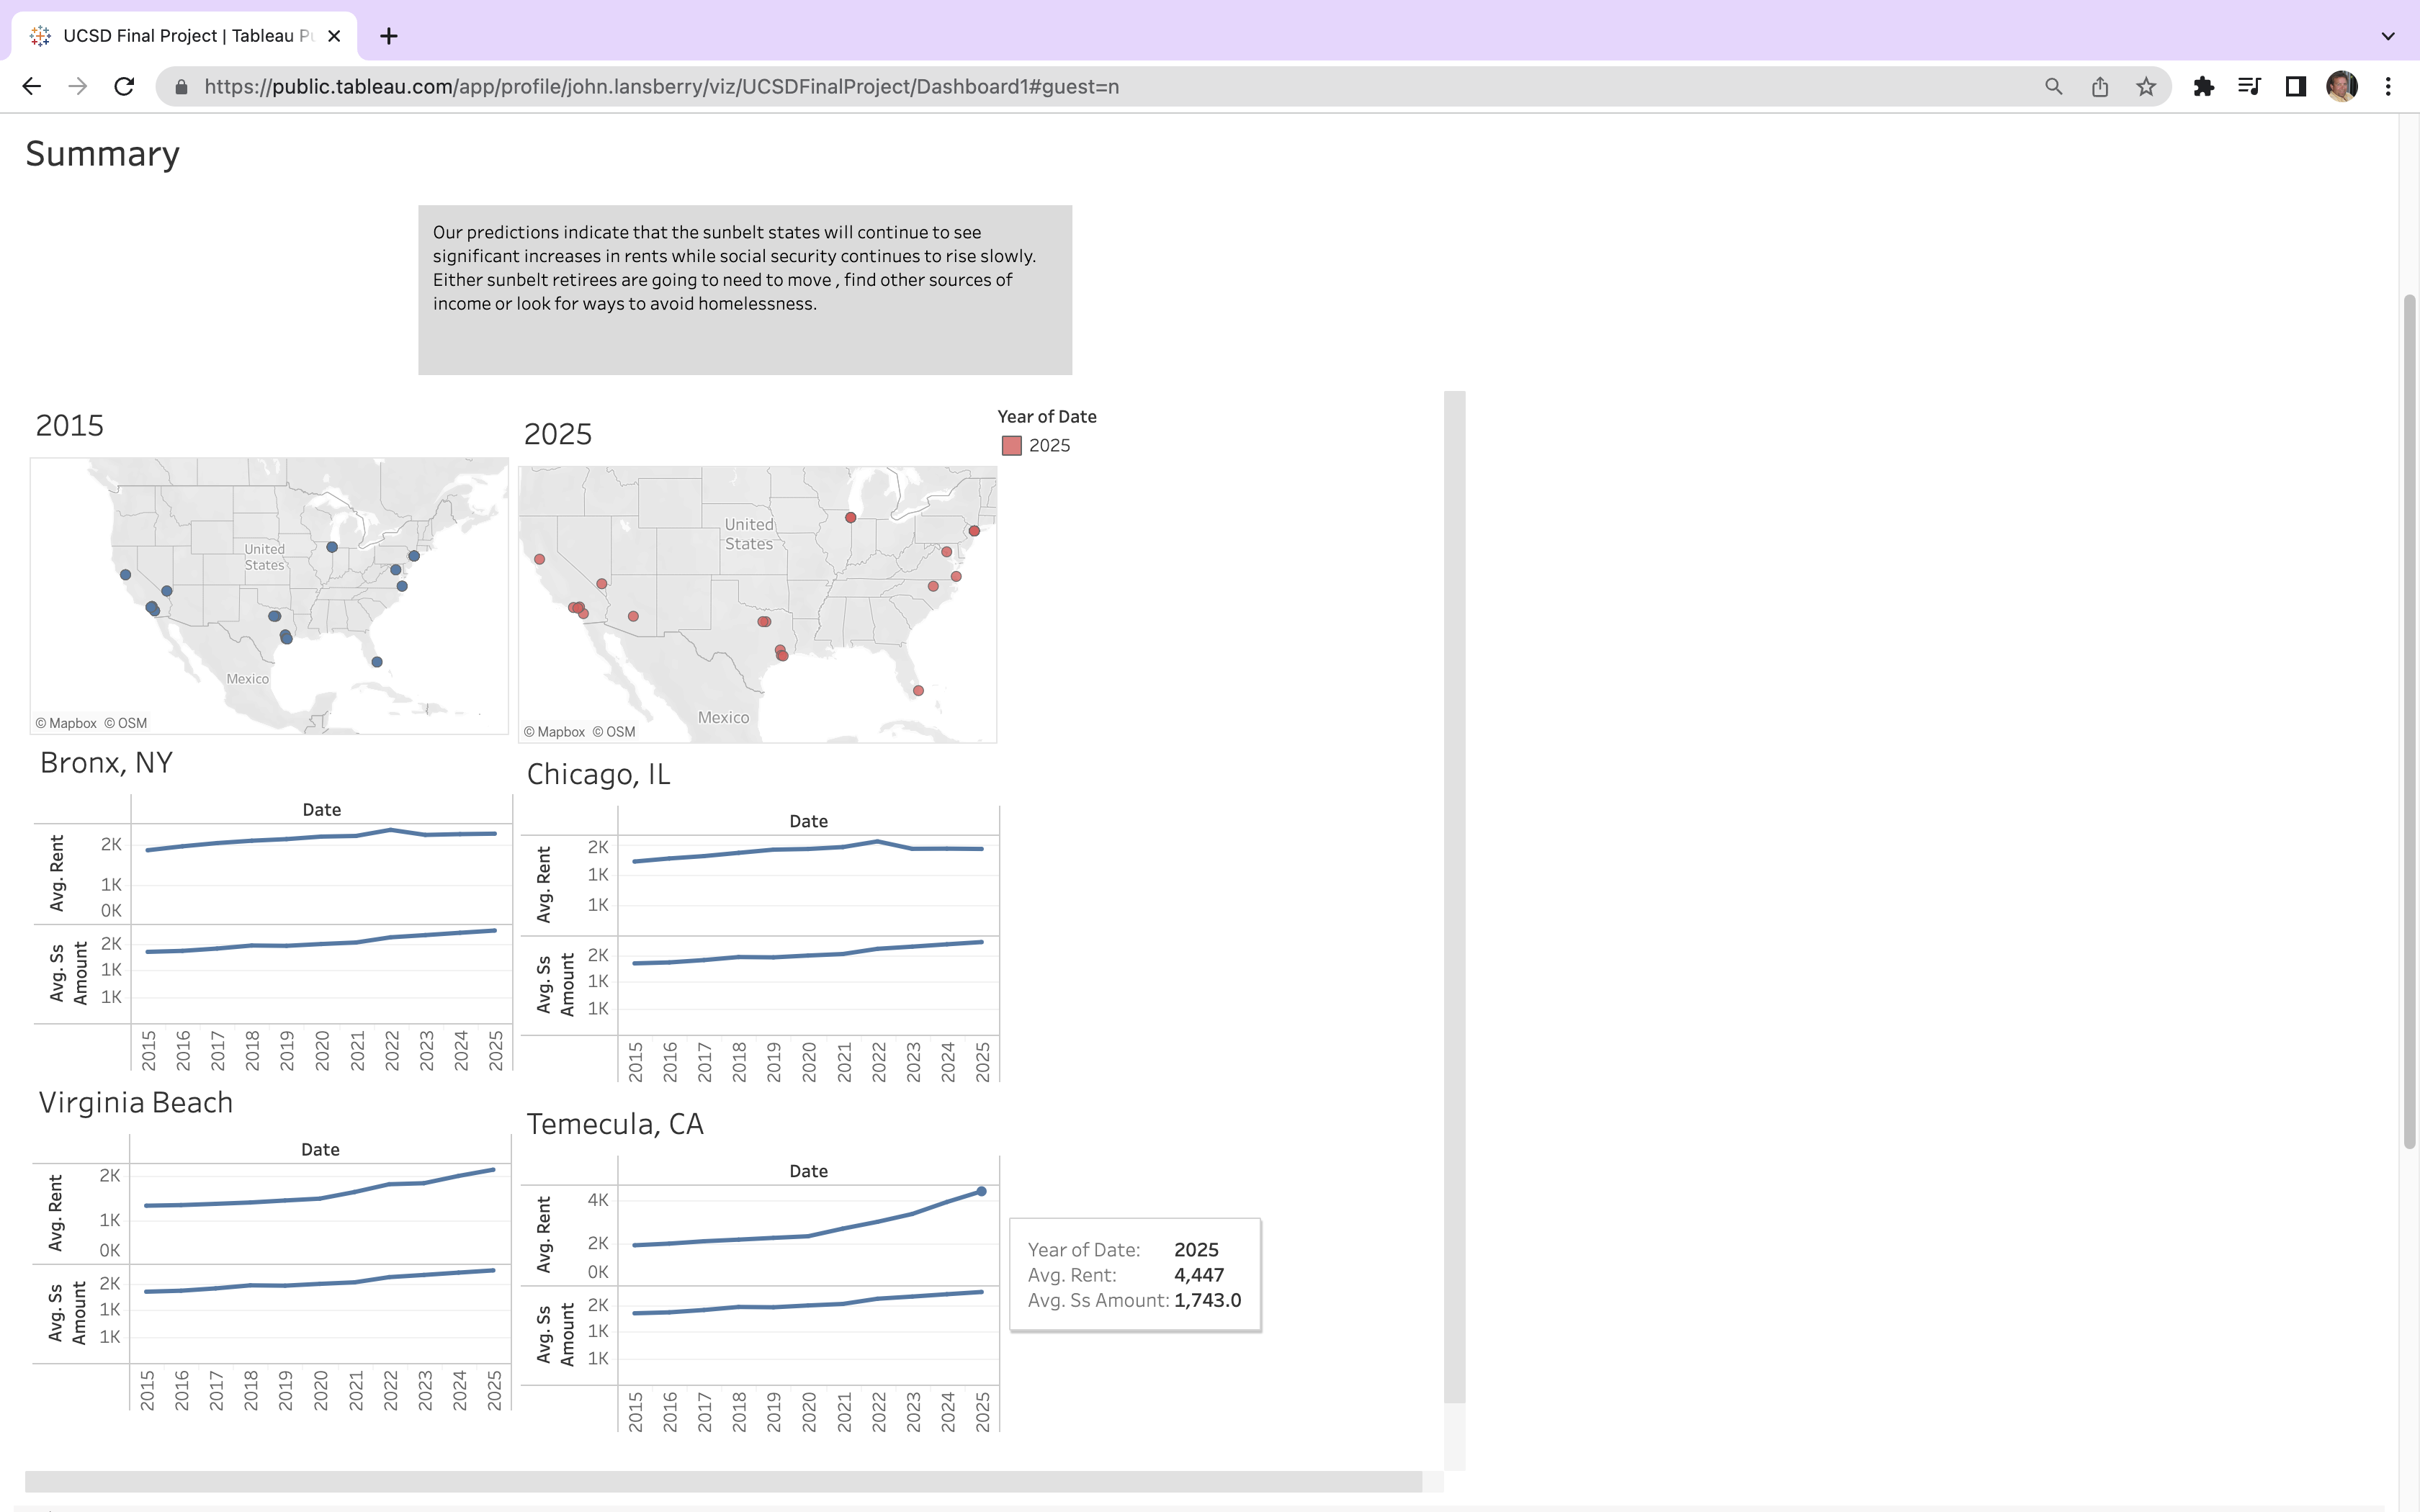 UCSD Final Project | Tableau Pu
https://public.tableau.com/app/profile/john.lansberry/viz/UCSDFinalProject/Dashboard1#guest=n
Summary
Our predictions indicate that the sunbelt states will continue to see
significant increases in rents while social security continues to rise slowly.
Either sunbelt retirees are going to need to move , find other sources of
income or look for ways to avoid homelessness.
2015
United
States
Mexico
© Mapbox © OSM
2025
United
States
Mexico
© Mapbox © OSM
Year of Date
2025
Bronx, NY
Date
Avg. Rent
2K
1K
0K
Avg. Ss
Amount
2K
1K
1K
2015 2016 2017 2018 2019 2020 2021 2022 2023 2024 2025
Chicago, IL
Date
Avg. Rent
2K
1K
1K
Avg. Ss
Amount
2K
1K
1K
2015 2016 2017 2018 2019 2020 2021 2022 2023 2024 2025
Virginia Beach
Date
Avg. Rent
2K
1K
0K
Avg. Ss
Amount
2K
1K
1K
2015 2016 2017 2018 2019 2020 2021 2022 2023 2024 2025
Temecula, CA
Date
Avg. Rent
4K
2K
0K
Avg. Ss
Amount
2K
1K
1K
2015 2016 2017 2018 2019 2020 2021 2022 2023 2024 2025
Year of Date: 2025
Avg. Rent: 4,447
Avg. Ss Amount: 1,743.0